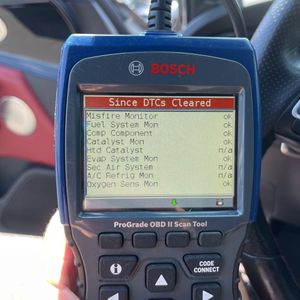 BOSCH
Since DTCs Cleared
Misfire Monitor ok
Fuel System Mon ok
Comp Component ok
Catalyst Mon ok
Htd Catalyst n/a
Evap System Mon ok
Sec Air System n/a
A/C Refrig Mon n/a
Oxygen Sens Mon ok
ProGrade OBD II Scan Tool
CODE
CONNECT